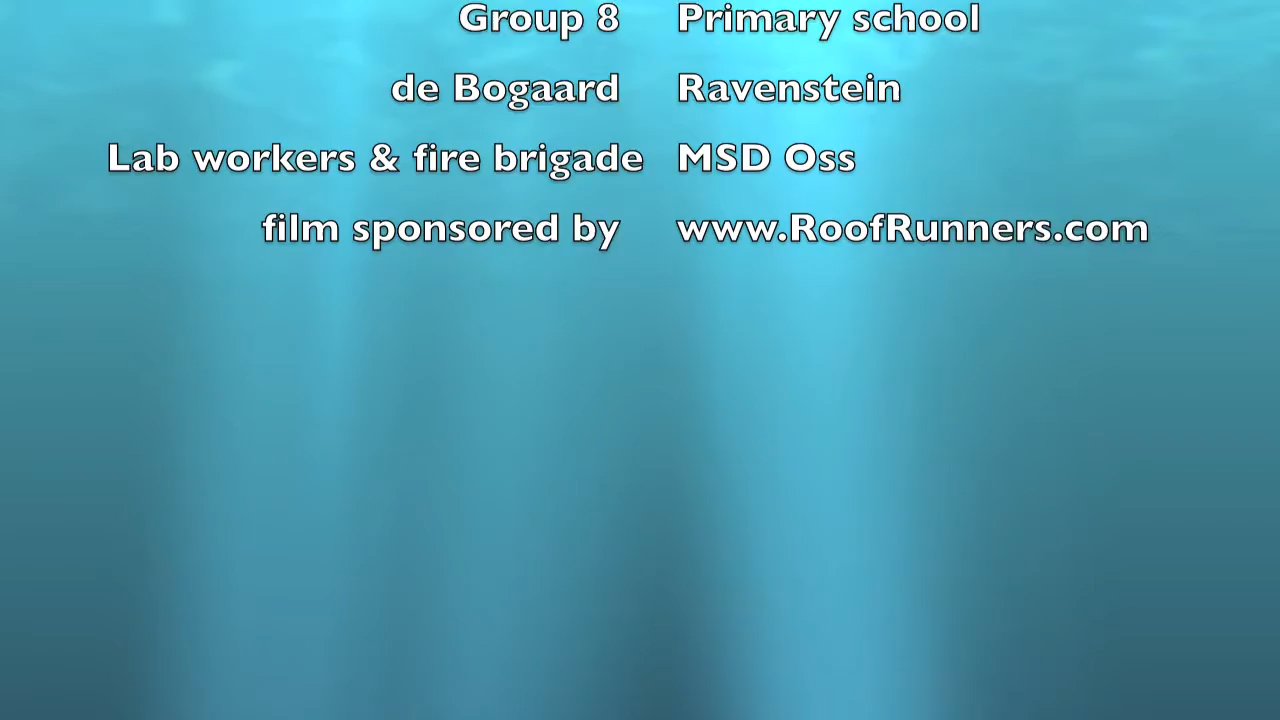 Group 8 Primary school
de Bogaard Ravenstein
Lab workers & fire brigade MSD Oss
film sponsored by www.RoofRunners.com